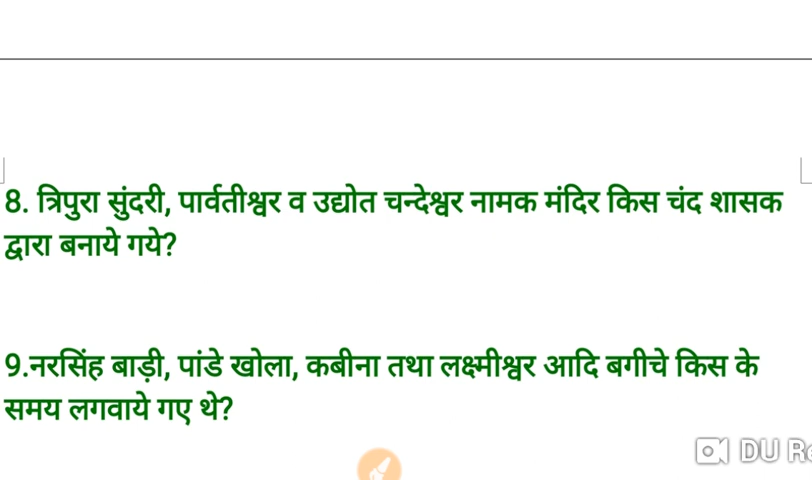 8. त्रिपुरा सुंदरी, पार्वतीश्वर व उद्योत चन्देश्वर नामक मंदिर किस चंद शासक
द्वारा बनाये गये?
9.नरसिंह बाड़ी, पांडे खोला, कबीना तथा लक्ष्मीश्वर आदि बगीचे किस के
समय लगवाये गए थे?
DU Re